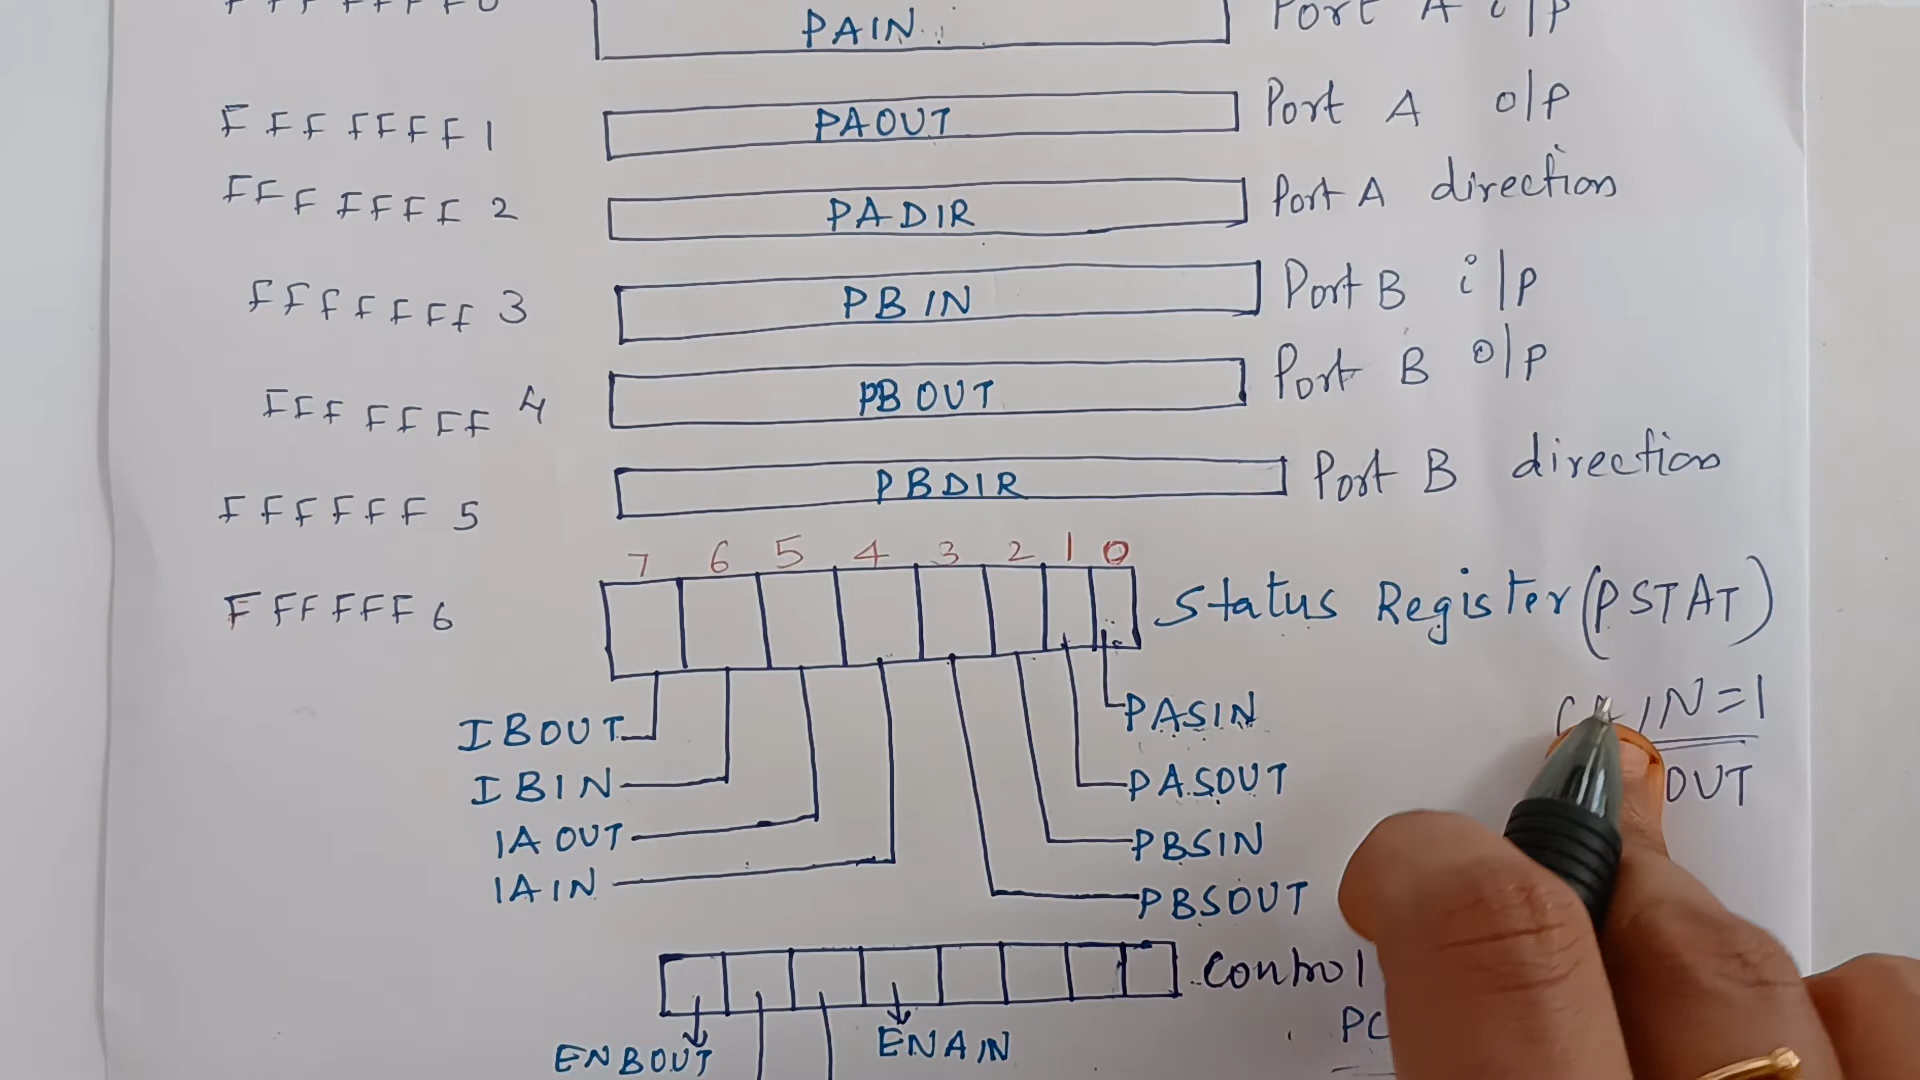 PAIN
FFFFFFF1 PAOUT Port A o/p
FFFFFFF2 PADIR Port A direction
FFFFFFF3 PBIN Port B i/p
FFFFFFF4 PBOUT Port B o/p
FFFFFF5 PBDIR Port B direction
7 6 5 4 3 2 1 0
FFFFFF6 Status Register (PSTAT)
IBOUT PASIN IN=1
IBIN PASOUT OUT
IAOUT PBSIN
IAIN PBSOUT
Control
ENBOUT ENAIN